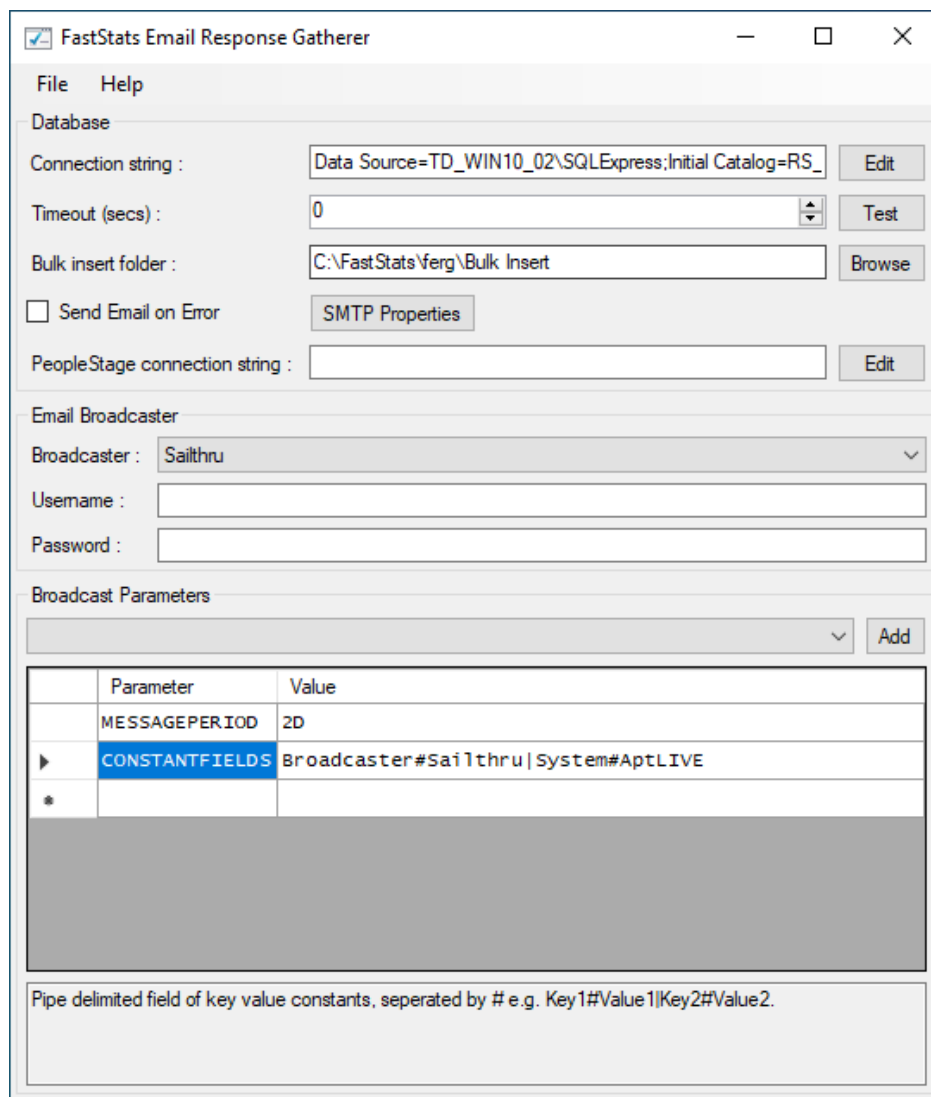 FastStats Email Response Gatherer
File Help
Database
Connection string : Data Source=TD_WIN10_02\SQLExpress;Initial Catalog=RS_ Edit
Timeout (secs) : 0 Test
Bulk insert folder : C:\FastStats\ferg\Bulk Insert Browse
Send Email on Error SMTP Properties
PeopleStage connection string : Edit
Email Broadcaster
Broadcaster : Sailthru
Username :
Password :
Broadcast Parameters
Add
Parameter Value
MESSAGEPERIOD 2D
CONSTANTFIELDS Broadcaster#Sailthru|System#AptLIVE
Pipe delimited field of key value constants, seperated by # e.g. Key1#Value1|Key2#Value2.